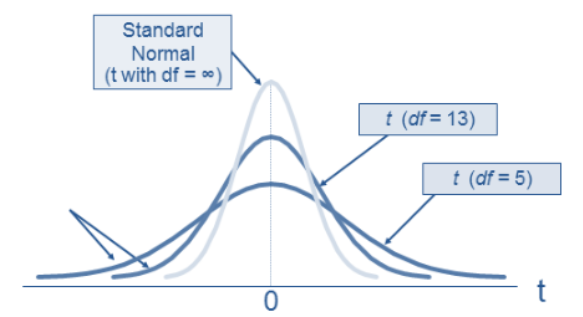 Standard
Normal
(t with df = ∞)
t (df = 13)
t (df = 5)
0
t